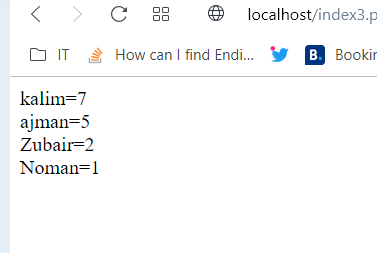 localhost/index3.p
IT
How can I find Endi...
B.
Bookin
kalim=7
ajman=5
Zubair=2
Noman=1